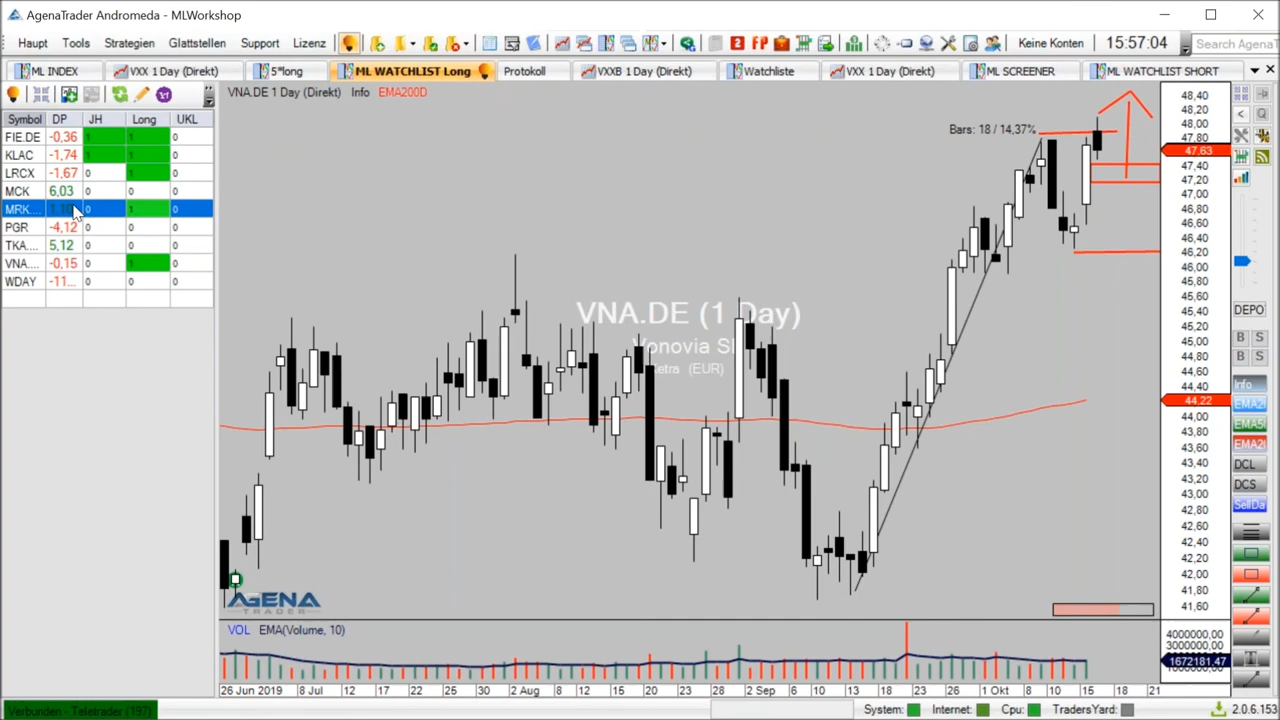 AgenaTrader Andromeda - MLWorkshop
Haupt Tools Strategien Glattstellen Support Lizenz Keine Konten 15:57:04 Search Agena
ML INDEX VXX 1 Day (Direkt) 5*long ML WATCHLIST Long Protokoll VXXB 1 Day (Direkt) Watchliste VXX 1 Day (Direkt) ML SCREENER ML WATCHLIST SHORT
VNA.DE 1 Day (Direkt) Info EMA200D
Symbol DP JH Long UKL
FIE.DE -0,36 1 1 0
KLAC -1,74 1 1 0
LRCX -1,67 0 1 0
MCK 6,03 0 0 0
MRK.... 0 1 0
PGR -4,12 0 0 0
TKA.... 5,12 0 0 0
VNA.... -0,15 0 1 0
WDAY -11... 0 0 0
Bars: 18 / 14,37%
VNA.DE (1 Day)
Vonovia S
(EUR)
48,40
48,20
48,00
47,80
47,63
47,40
47,20
47,00
46,80
46,60
46,40
46,20
46,00
45,80
45,60
45,40
45,20
45,00
44,80
44,60
44,40
44,22
44,00
43,80
43,60
43,40
43,20
43,00
42,80
42,60
42,40
42,20
42,00
41,80
41,60
DEPO
B S
B S
Info
EMA2
EMA5
EMA2
DCL
DCS
SellDa
AGENA
TRADER
VOL EMA(Volume, 10)
4000000,00
3000000,00
1672181,47
26 Jun 2019 8 Jul 12 17 22 25 30 2 Aug 12 15 20 23 28 2 Sep 10 13 18 23 26 1 Okt 10 15 18 21
Verbunden - Teletrader (197) System: Internet: Cpu: TradersYard: 2.0.6.153